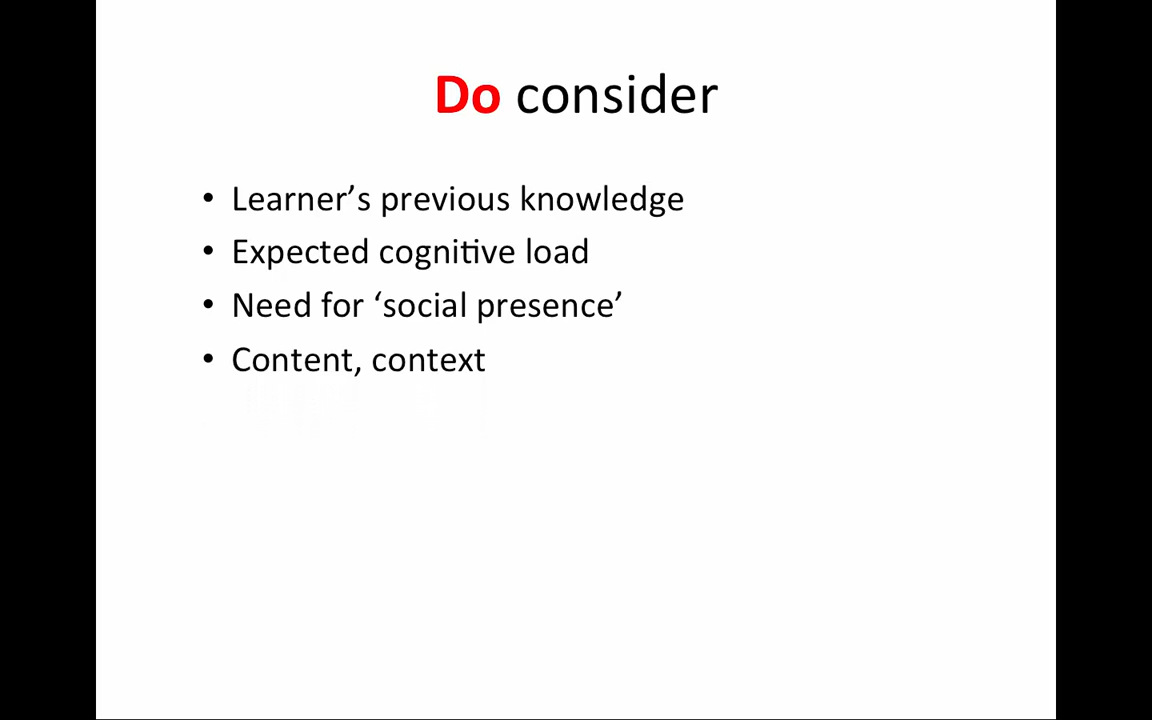 Do consider
• Learner’s previous knowledge
• Expected cognitive load
• Need for ‘social presence’
• Content, context